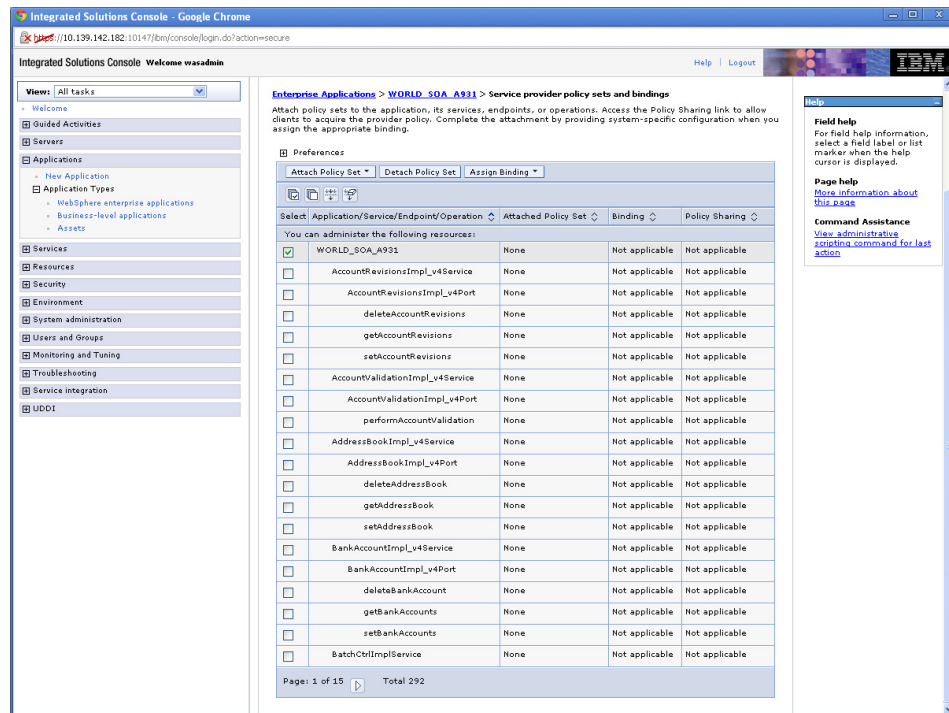 Integrated Solutions Console - Google Chrome
https://10.139.142.182:10147/ibm/console/login.do?action=secure
Integrated Solutions Console Welcome wasadmin
Help | Logout
IBM.
View: All tasks
Welcome
Guided Activities
Servers
Applications
New Application
Application Types
WebSphere enterprise applications
Business-level applications
Assets
Services
Resources
Security
Environment
System administration
Users and Groups
Monitoring and Tuning
Troubleshooting
Service integration
UDDI
Enterprise Applications > WORLD_SOA_A931 > Service provider policy sets and bindings
Attach policy sets to the application, its services, endpoints, or operations. Access the Policy Sharing link to allow
clients to acquire the provider policy. Complete the attachment by providing system-specific configuration when you
assign the appropriate binding.
Preferences
Attach Policy Set Detach Policy Set Assign Binding
Select Application/Service/Endpoint/Operation Attached Policy Set Binding Policy Sharing
You can administer the following resources:
WORLD_SOA_A931 None Not applicable Not applicable
AccountRevisionsImpl_v4Service None Not applicable Not applicable
AccountRevisionsImpl_v4Port None Not applicable Not applicable
deleteAccountRevisions None Not applicable Not applicable
getAccountRevisions None Not applicable Not applicable
setAccountRevisions None Not applicable Not applicable
AccountValidationImpl_v4Service None Not applicable Not applicable
AccountValidationImpl_v4Port None Not applicable Not applicable
performAccountValidation None Not applicable Not applicable
AddressBookImpl_v4Service None Not applicable Not applicable
AddressBookImpl_v4Port None Not applicable Not applicable
deleteAddressBook None Not applicable Not applicable
getAddressBook None Not applicable Not applicable
setAddressBook None Not applicable Not applicable
BankAccountImpl_v4Service None Not applicable Not applicable
BankAccountImpl_v4Port None Not applicable Not applicable
deleteBankAccount None Not applicable Not applicable
getBankAccounts None Not applicable Not applicable
setBankAccounts None Not applicable Not applicable
BatchCtrlImplService None Not applicable Not applicable
Page: 1 of 15 Total 292
Help
Field help
For field help information,
select a field label or list
marker when the help
cursor is displayed.
Page help
More information about
this page
Command Assistance
View administrative
scripting command for last
action